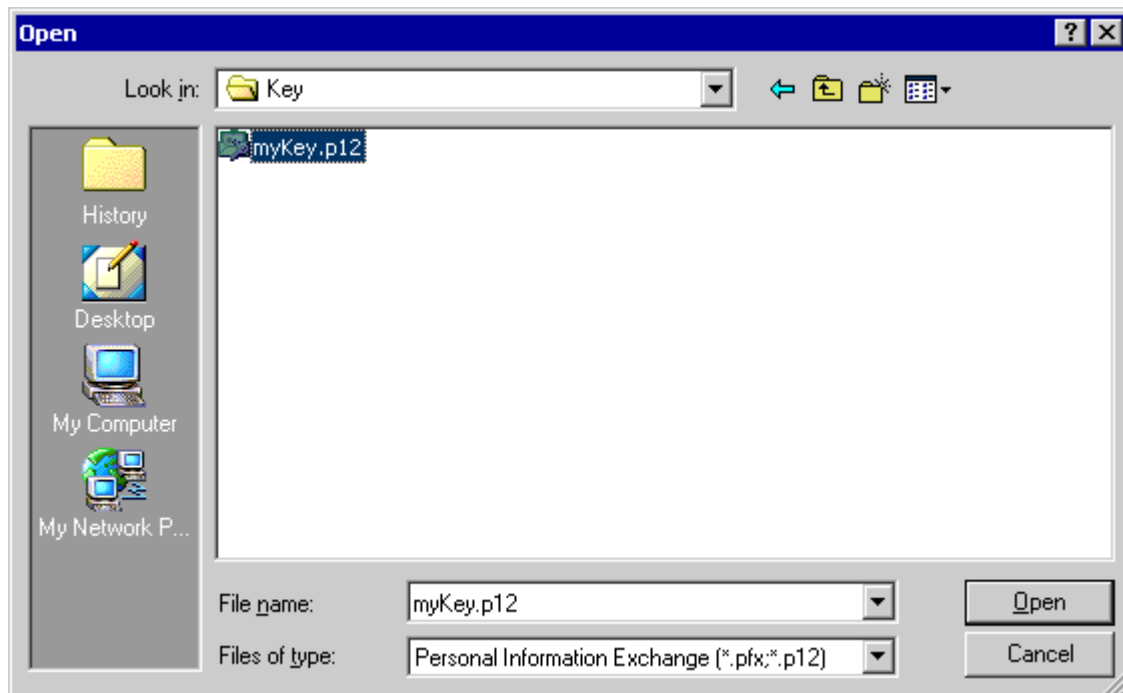 Open
Look in: Key
myKey.p12
History
Desktop
My Computer
My Network P...
File name: myKey.p12 Open
Files of type: Personal Information Exchange (*.pfx;*.p12) Cancel